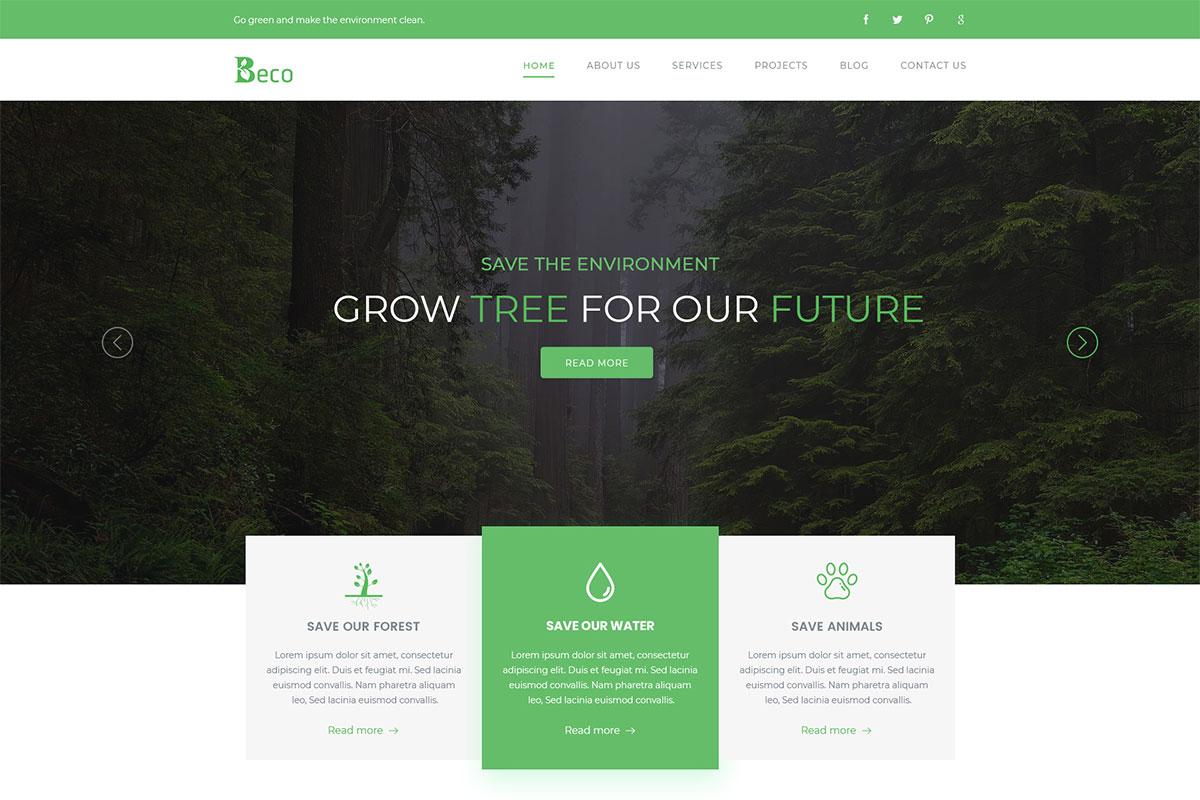 Go green and make the environment clean.
Beco
HOME ABOUT US SERVICES PROJECTS BLOG CONTACT US
SAVE THE ENVIRONMENT
GROW TREE FOR OUR FUTURE
READ MORE
SAVE OUR FOREST
Lorem ipsum dolor sit amet, consectetur
adipiscing elit. Duis et feugiat mi. Sed lacinia
euismod convallis. Nam pharetra aliquam
leo, Sed lacinia euismod convallis.
Read more
SAVE OUR WATER
Lorem ipsum dolor sit amet, consectetur
adipiscing elit. Duis et feugiat mi. Sed lacinia
euismod convallis. Nam pharetra aliquam
leo, Sed lacinia euismod convallis.
Read more
SAVE ANIMALS
Lorem ipsum dolor sit amet, consectetur
adipiscing elit. Duis et feugiat mi. Sed lacinia
euismod convallis. Nam pharetra aliquam
leo, Sed lacinia euismod convallis.
Read more